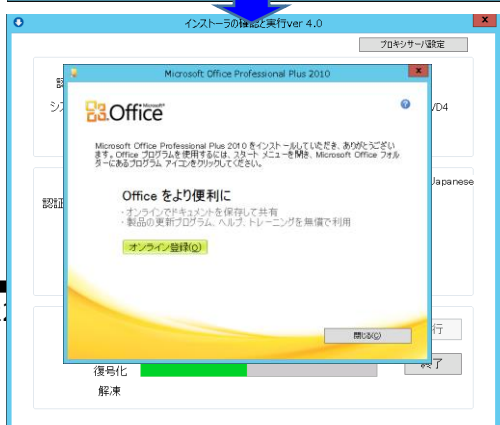 インストーラの確認と実行ver 4.0
プロキシサーバ設定
Microsoft Office Professional Plus 2010
Office
VD4
Microsoft Office Professional Plus 2010 をインストールしていただき、ありがとうござい
ます。Office プログラムを使用するには、スタート メニューを開き、Microsoft Office フォル
ダーにあるプログラム アイコンをクリックしてください。
Japanese
認証
Office をより便利に
・オンラインでドキュメントを保存して共有
・製品の更新プログラム、ヘルプ、トレーニングを無償で利用
オンライン登録(O)
閉じる(C)
行
復号化
終了
解凍